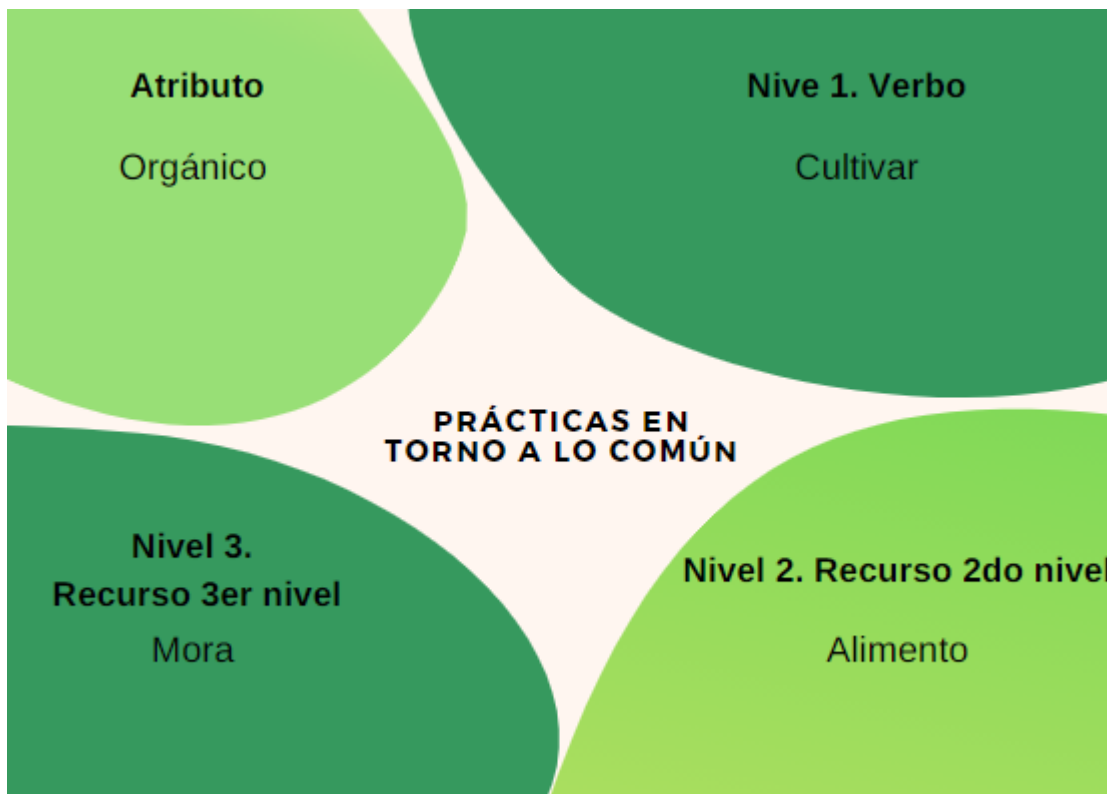 Atributo
Orgánico
Nive 1. Verbo
Cultivar
PRÁCTICAS EN
TORNO A LO COMÚN
Nivel 3.
Recurso 3er nivel
Mora
Nivel 2. Recurso 2do nivel
Alimento